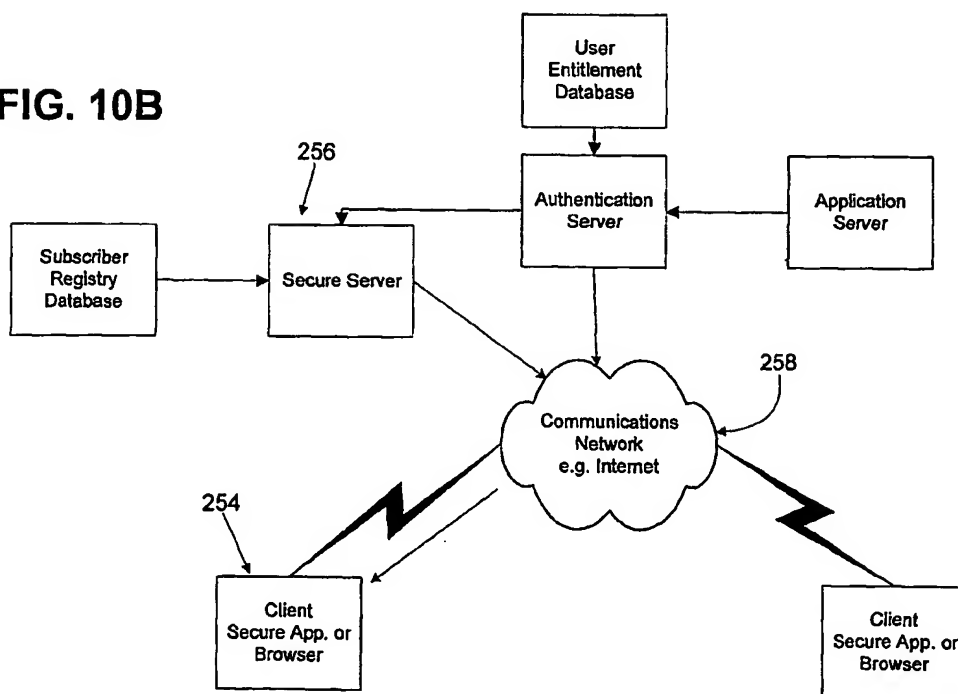 FIG. 10B
User
Entitlement
Database
256
Authentication
Server
Application
Server
Subscriber
Registry
Database
Secure Server
258
Communications
Network
e.g. Internet
254
Client
Secure App. or
Browser
Client
Secure App. or
Browser